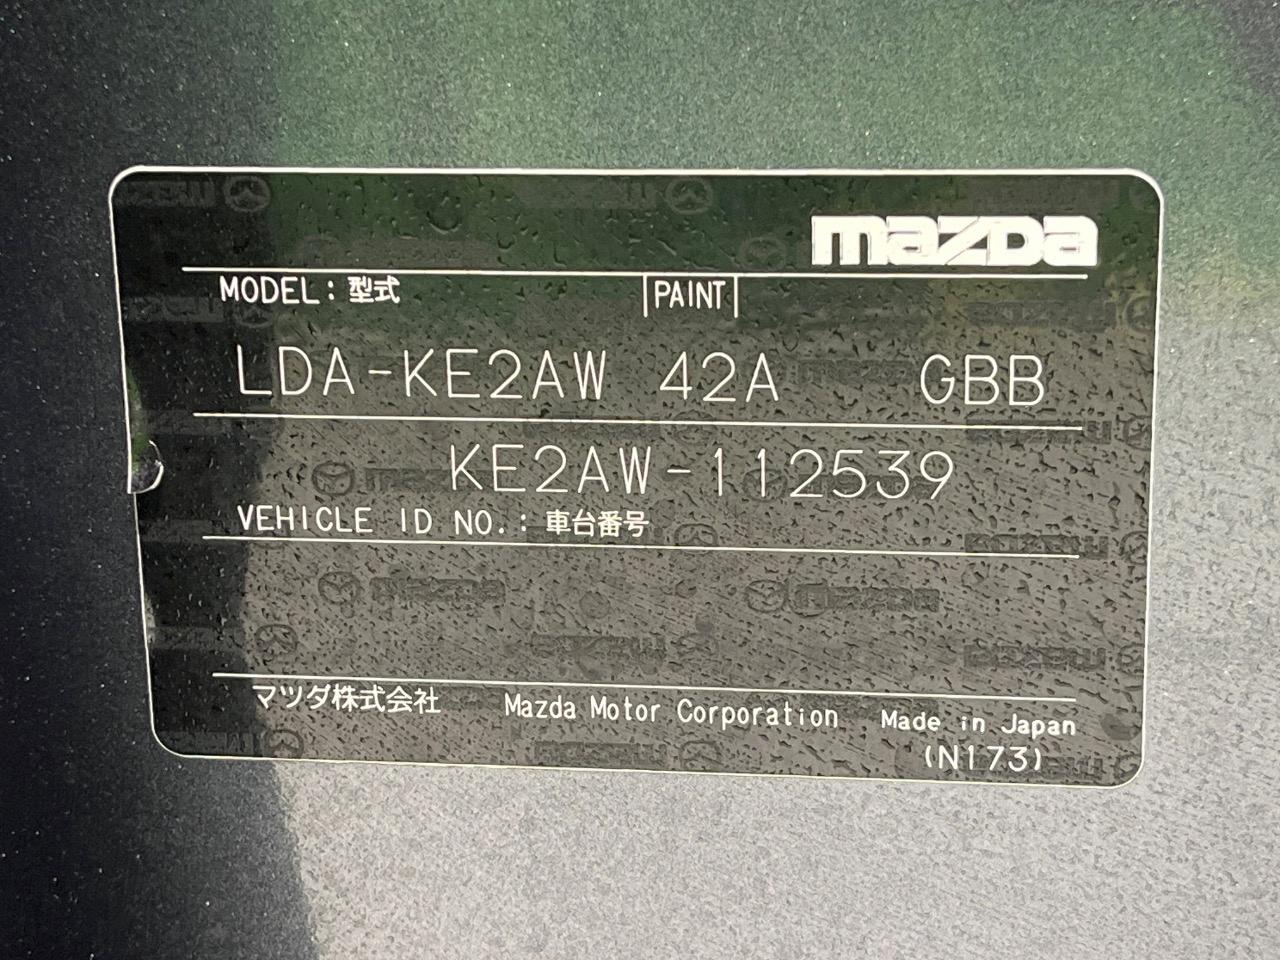 mazda
MODEL:型式 PAINT
LDA-KE2AW 42A GBB
KE2AW-112539
VEHICLE ID NO.:車台番号
マツダ株式会社 Mazda Motor Corporation Made in Japan
(N173)